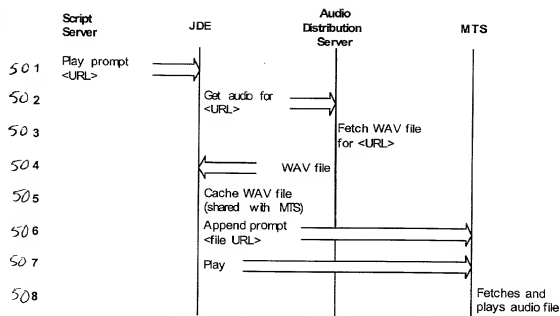 Script
Server
JDE
Audio
Distribution
Server
MTS
501 Play prompt
<URL>
502 Get audio for
<URL>
503 Fetch WAV file
for <URL>
504 WAV file
505 Cache WAV file
(shared with MTS)
506 Append prompt
<file URL>
507 Play
508 Fetches and
plays audio file